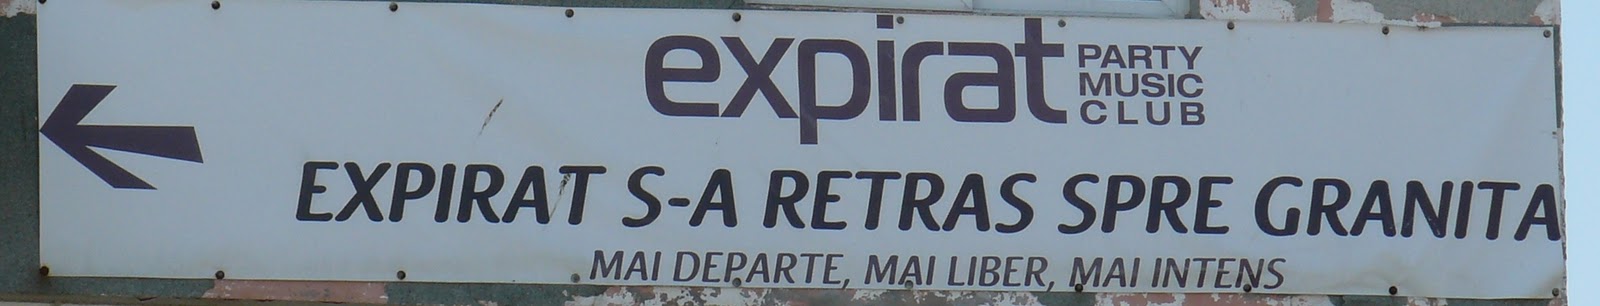 expirat PARTY
MUSIC
CLUB
EXPIRAT S-A RETRAS SPRE GRANITA
MAI DEPARTE, MAI LIBER, MAI INTENS